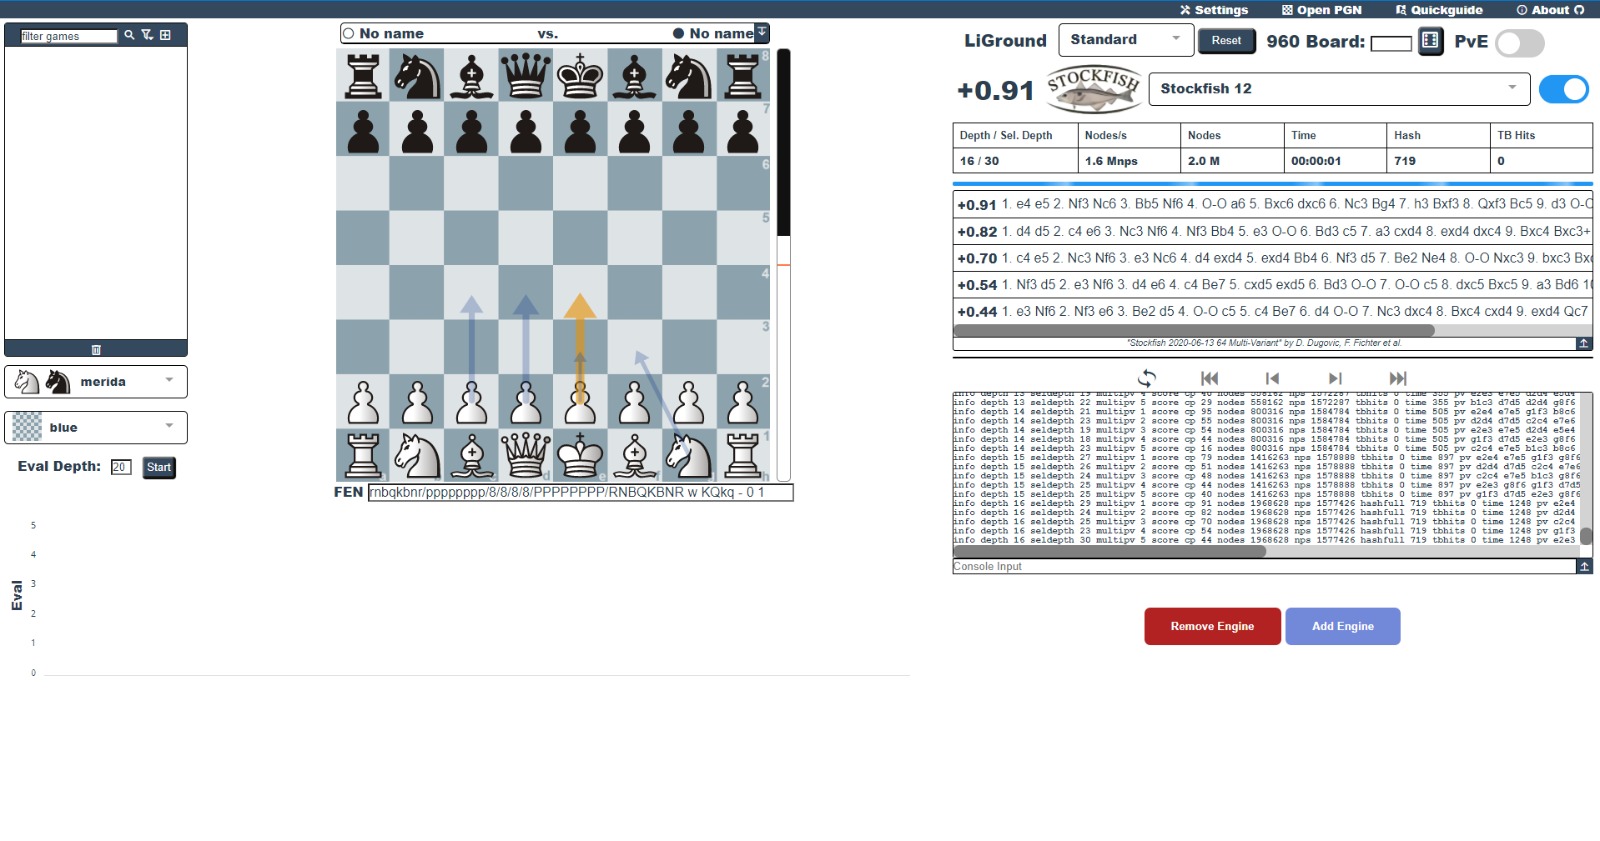 Settings Open PGN Quickguide About
filter games
No name vs. No name
8
7
6
5
4
3
2
1
d
h
FEN rnbqkbnr/pppppppp/8/8/8/8/PPPPPPPP/RNBQKBNR w KQkq - 0 1
merida
blue
Eval Depth: 20 Start
Eval
5
4
3
2
1
0
LiGround Standard Reset 960 Board: PvE
+0.91 STOCKFISH Stockfish 12
Depth / Sel. Depth Nodes/s Nodes Time Hash TB Hits
16 / 30 1.6 Mnps 2.0 M 00:00:01 719 0
+0.91 1. e4 e5 2. Nf3 Nc6 3. Bb5 Nf6 4. O-O a6 5. Bxc6 dxc6 6. Nc3 Bg4 7. h3 Bxf3 8. Qxf3 Bc5 9. d3 O-O
+0.82 1. d4 d5 2. c4 e6 3. Nc3 Nf6 4. Nf3 Bb4 5. e3 O-O 6. Bd3 c5 7. a3 cxd4 8. exd4 dxc4 9. Bxc4 Bxc3+
+0.70 1. c4 e5 2. Nc3 Nf6 3. e3 Nc6 4. d4 exd4 5. exd4 Bb4 6. Nf3 d5 7. Be2 Ne4 8. O-O Nxc3 9. bxc3 Bxc
+0.54 1. Nf3 d5 2. e3 Nf6 3. d4 e6 4. c4 Be7 5. cxd5 exd5 6. Bd3 O-O 7. O-O c5 8. dxc5 Bxc5 9. a3 Bd6 10
+0.44 1. e3 Nf6 2. Nf3 e6 3. Be2 d5 4. O-O c5 5. c4 Be7 6. d4 O-O 7. Nc3 dxc4 8. Bxc4 cxd4 9. exd4 Qc7
"Stockfish 2020-06-13 64 Multi-Variant" by D. Dugovic, F. Fichter et al.
info depth 13 seldepth 19 multipv 4 score cp 40 nodes 558162 nps 1572287 tbhits 0 time 355 pv e2e3 e7e5 d2d4
info depth 13 seldepth 22 multipv 5 score cp 29 nodes 558162 nps 1572287 tbhits 0 time 355 pv b1c3 d7d5 d2d4 g8f6
info depth 14 seldepth 21 multipv 1 score cp 95 nodes 800316 nps 1584784 tbhits 0 time 505 pv e2e4 e7e5 g1f3 b8c6
info depth 14 seldepth 23 multipv 2 score cp 55 nodes 800316 nps 1584784 tbhits 0 time 505 pv d2d4 d7d5 c2c4 e7e6
info depth 14 seldepth 19 multipv 3 score cp 54 nodes 800316 nps 1584784 tbhits 0 time 505 pv e2e3 e7e5 d2d4 e5e4
info depth 14 seldepth 18 multipv 4 score cp 44 nodes 800316 nps 1584784 tbhits 0 time 505 pv g1f3 d7d5 e2e3 g8f6
info depth 14 seldepth 23 multipv 5 score cp 16 nodes 800316 nps 1584784 tbhits 0 time 505 pv c2c4 e7e5 b1c3 b8c6
info depth 15 seldepth 27 multipv 1 score cp 79 nodes 1416263 nps 1578888 tbhits 0 time 897 pv e2e4 e7e5 g1f3 g8f6
info depth 15 seldepth 26 multipv 2 score cp 51 nodes 1416263 nps 1578888 tbhits 0 time 897 pv d2d4 d7d5 c2c4 e7e6
info depth 15 seldepth 24 multipv 3 score cp 48 nodes 1416263 nps 1578888 tbhits 0 time 897 pv c2c4 e7e5 b1c3 g8f6
info depth 15 seldepth 25 multipv 4 score cp 44 nodes 1416263 nps 1578888 tbhits 0 time 897 pv e2e3 g8f6 g1f3 d7d5
info depth 15 seldepth 25 multipv 5 score cp 40 nodes 1416263 nps 1578888 tbhits 0 time 897 pv g1f3 d7d5 e2e3 g8f6
info depth 16 seldepth 29 multipv 1 score cp 91 nodes 1968628 nps 1577426 hashfull 719 tbhits 0 time 1248 pv e2e4
info depth 16 seldepth 24 multipv 2 score cp 82 nodes 1968628 nps 1577426 hashfull 719 tbhits 0 time 1248 pv d2d4
info depth 16 seldepth 25 multipv 3 score cp 70 nodes 1968628 nps 1577426 hashfull 719 tbhits 0 time 1248 pv c2c4
info depth 16 seldepth 23 multipv 4 score cp 54 nodes 1968628 nps 1577426 hashfull 719 tbhits 0 time 1248 pv g1f3
info depth 16 seldepth 30 multipv 5 score cp 44 nodes 1968628 nps 1577426 hashfull 719 tbhits 0 time 1248 pv e2e3
Console Input
Remove Engine Add Engine